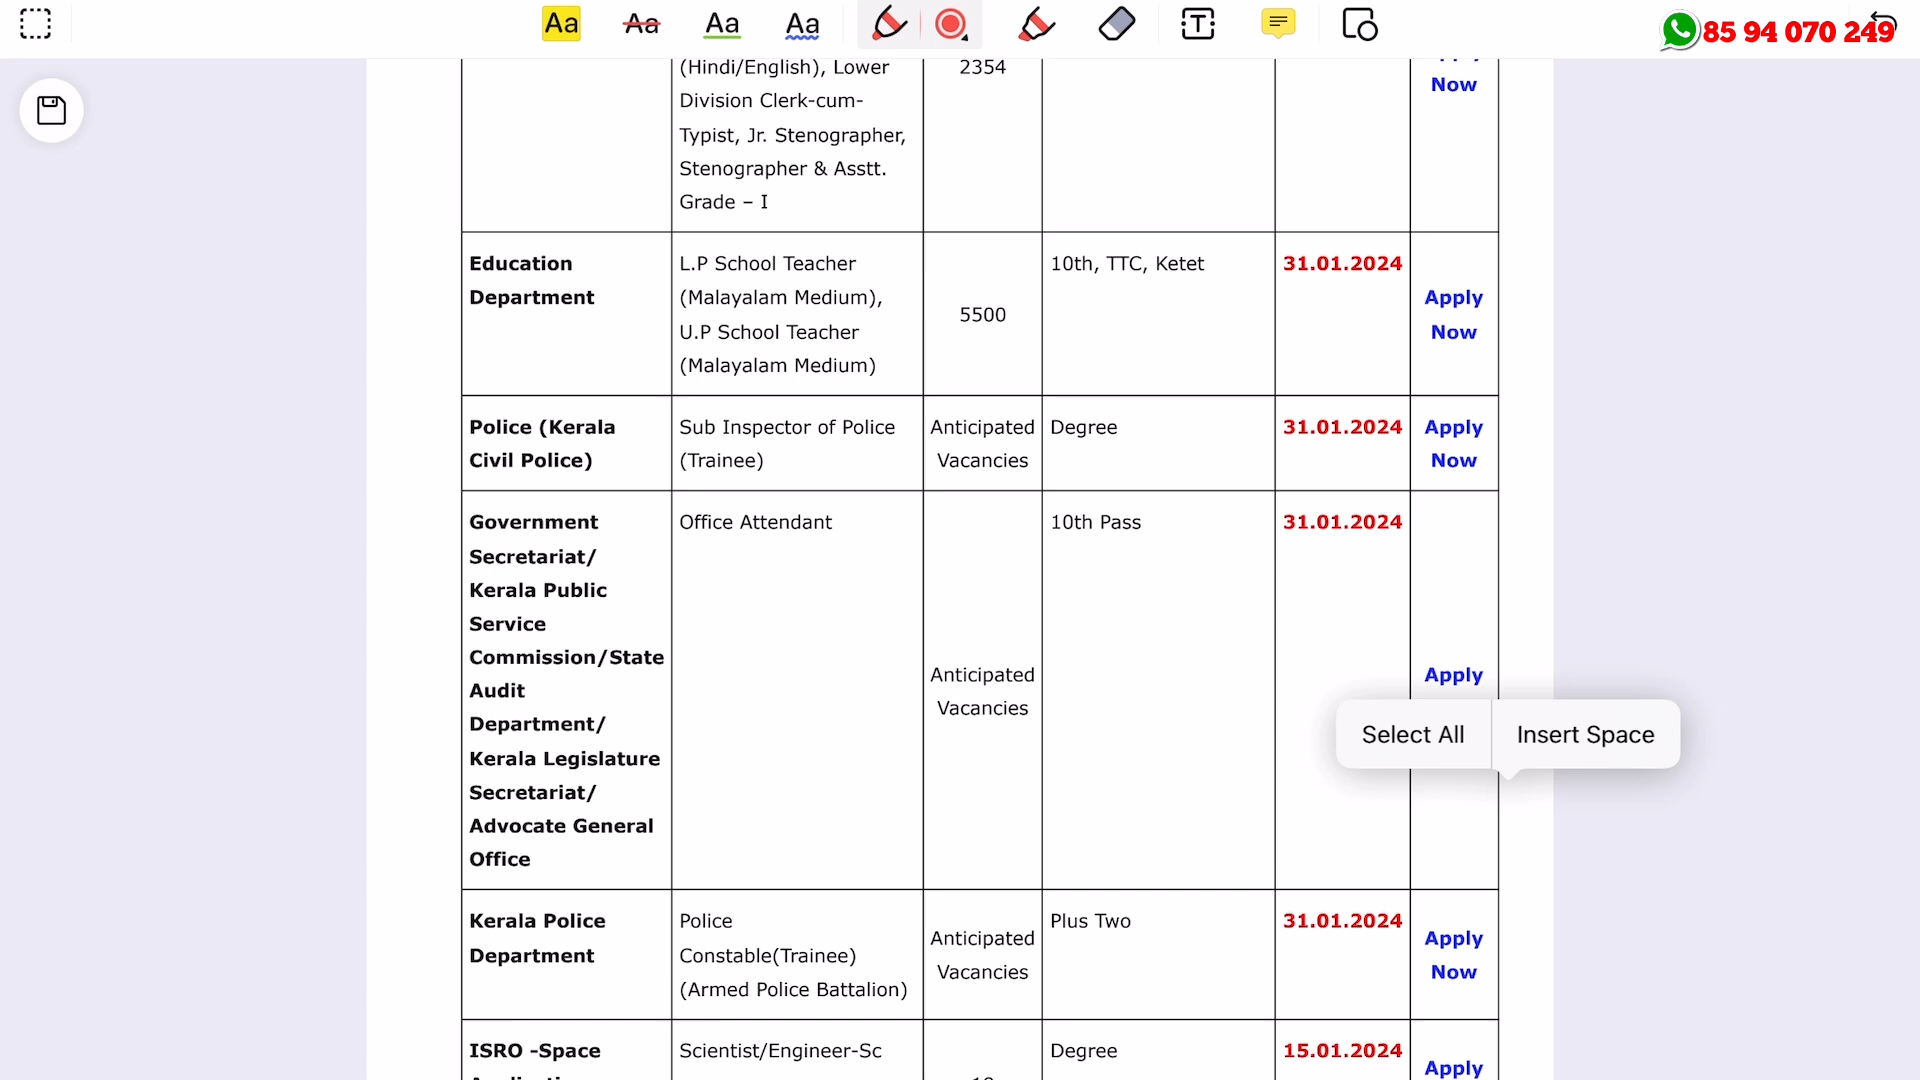 Aa Aa Aa Aa T
85 94 070 249
(Hindi/English), Lower
Division Clerk-cum-
Typist, Jr. Stenographer,
Stenographer & Asstt.
Grade – I
2354
Now
Education
Department
L.P School Teacher
(Malayalam Medium),
U.P School Teacher
(Malayalam Medium)
5500
10th, TTC, Ketet
31.01.2024
Apply
Now
Police (Kerala
Civil Police)
Sub Inspector of Police
(Trainee)
Anticipated
Vacancies
Degree
31.01.2024
Apply
Now
Government
Secretariat/
Kerala Public
Service
Commission/State
Audit
Department/
Kerala Legislature
Secretariat/
Advocate General
Office
Office Attendant
Anticipated
Vacancies
10th Pass
31.01.2024
Apply
Select All
Insert Space
Kerala Police
Department
Police
Constable(Trainee)
(Armed Police Battalion)
Anticipated
Vacancies
Plus Two
31.01.2024
Apply
Now
ISRO -Space
Scientist/Engineer-Sc
Degree
15.01.2024
Apply